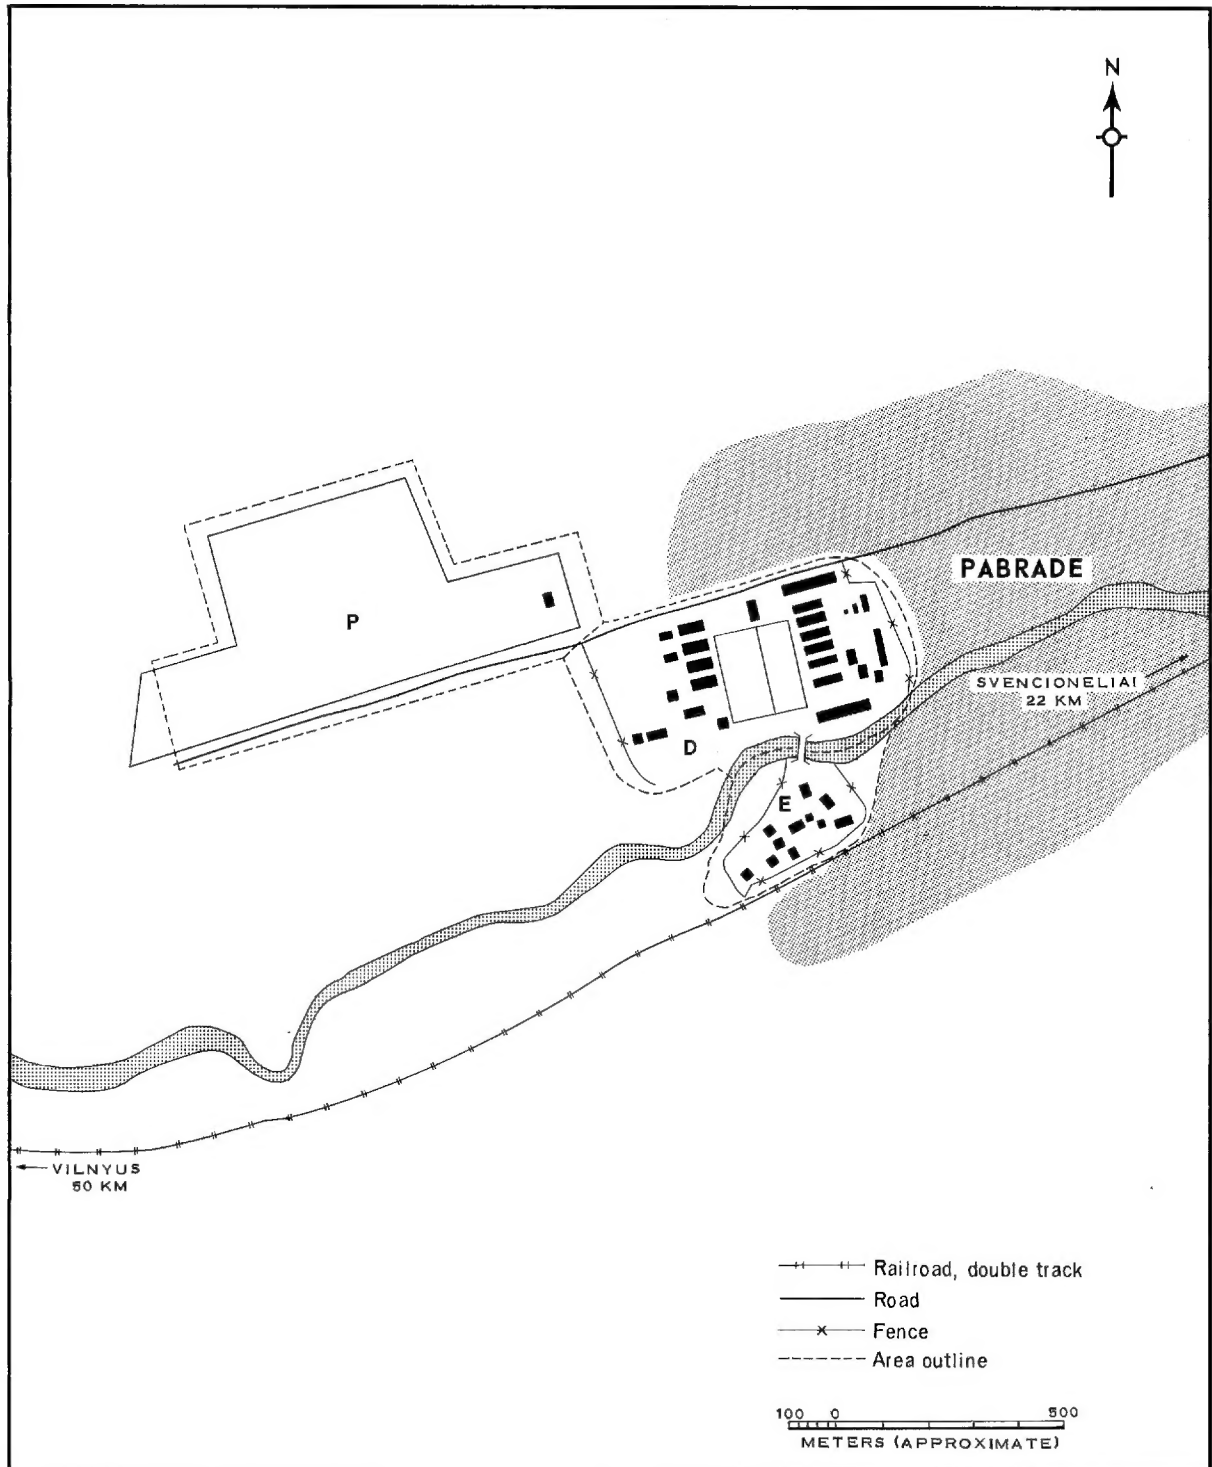 N
PABRADE
P
SVENCIONELIAI
22 KM
D
E
VILNYUS
50 KM
Railroad, double track
Road
Fence
Area outline
100 0 500
METERS (APPROXIMATE)